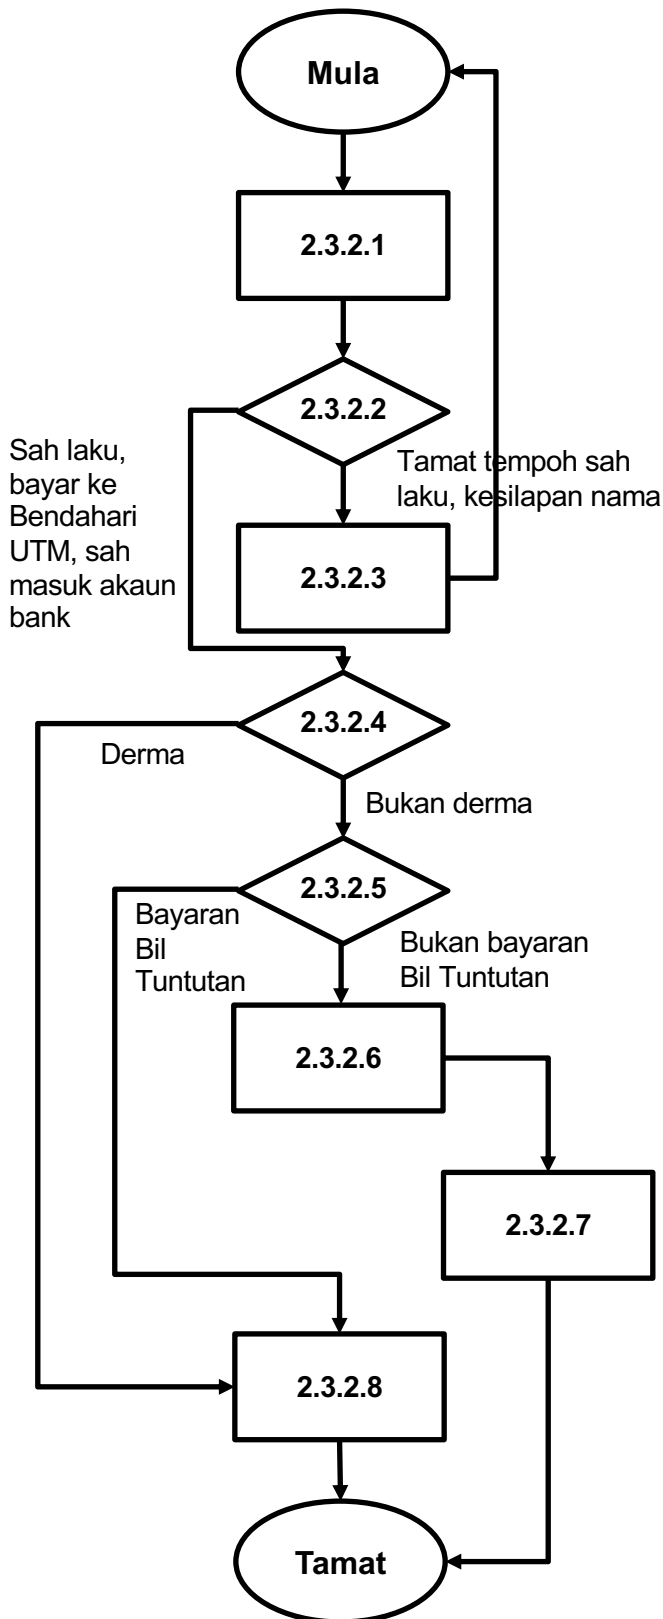 Mula
2.3.2.1
2.3.2.2
Sah laku,
bayar ke
Bendahari
UTM, sah
masuk akaun
bank
Tamat tempoh sah
laku, kesilapan nama
2.3.2.3
2.3.2.4
Derma
Bukan derma
2.3.2.5
Bayaran
Bil
Tuntutan
Bukan bayaran
Bil Tuntutan
2.3.2.6
2.3.2.7
2.3.2.8
Tamat